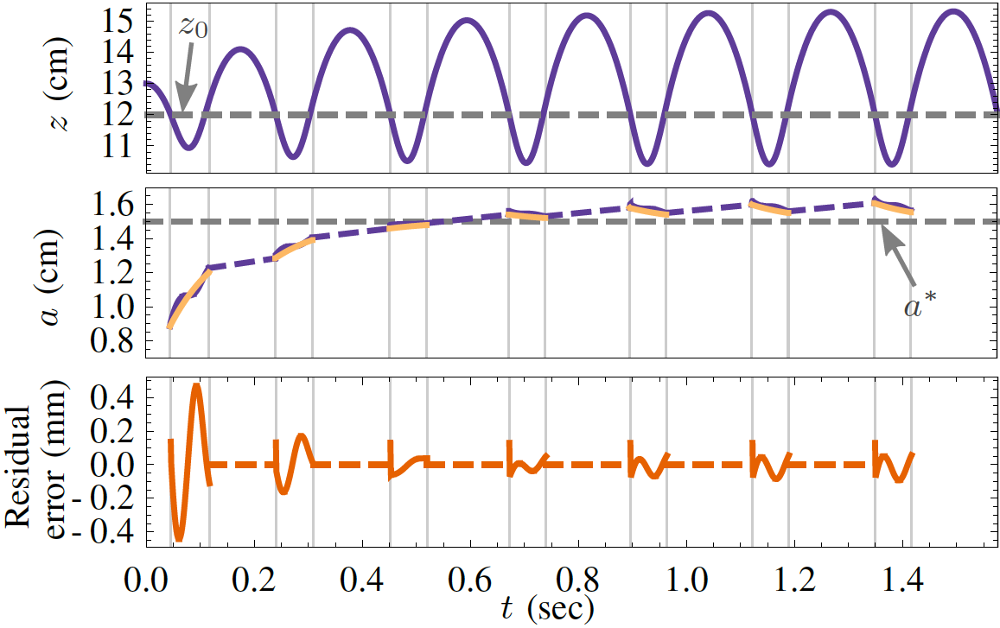 z (cm)
15
14
13
12
11
z₀
a (cm)
1.6
1.4
1.2
1.0
0.8
a*
Residual
error (mm)
0.4
0.2
0.0
- 0.2
- 0.4
0.0 0.2 0.4 0.6 0.8 1.0 1.2 1.4
t (sec)